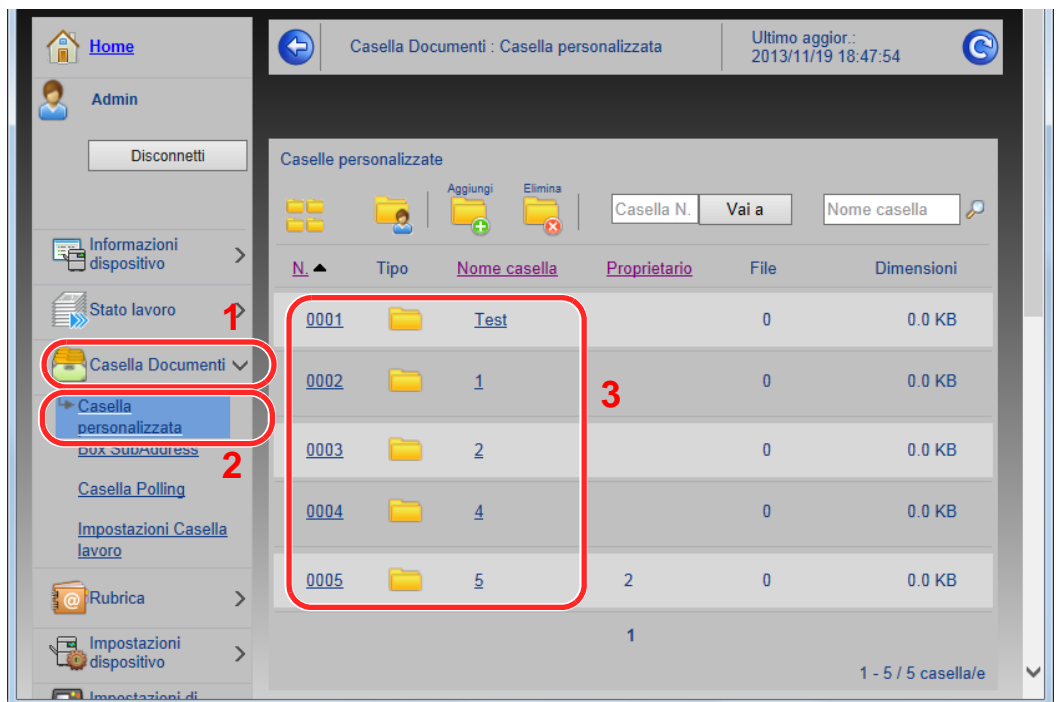 Home
Admin
Disconnetti
Informazioni
dispositivo
Stato lavoro
1
Casella Documenti
Casella
personalizzata
Box SubAddress
2
Casella Polling
Impostazioni Casella
lavoro
Rubrica
Impostazioni
dispositivo
Impostazioni di
Casella Documenti : Casella personalizzata
Ultimo aggior.:
2013/11/19 18:47:54
Caselle personalizzate
Aggiungi Elimina
Casella N. Vai a Nome casella
N. Tipo Nome casella Proprietario File Dimensioni
0001 Test 0 0.0 KB
0002 1 0 0.0 KB
3
0003 2 0 0.0 KB
0004 4 0 0.0 KB
0005 5 2 0 0.0 KB
1
1 - 5 / 5 casella/e